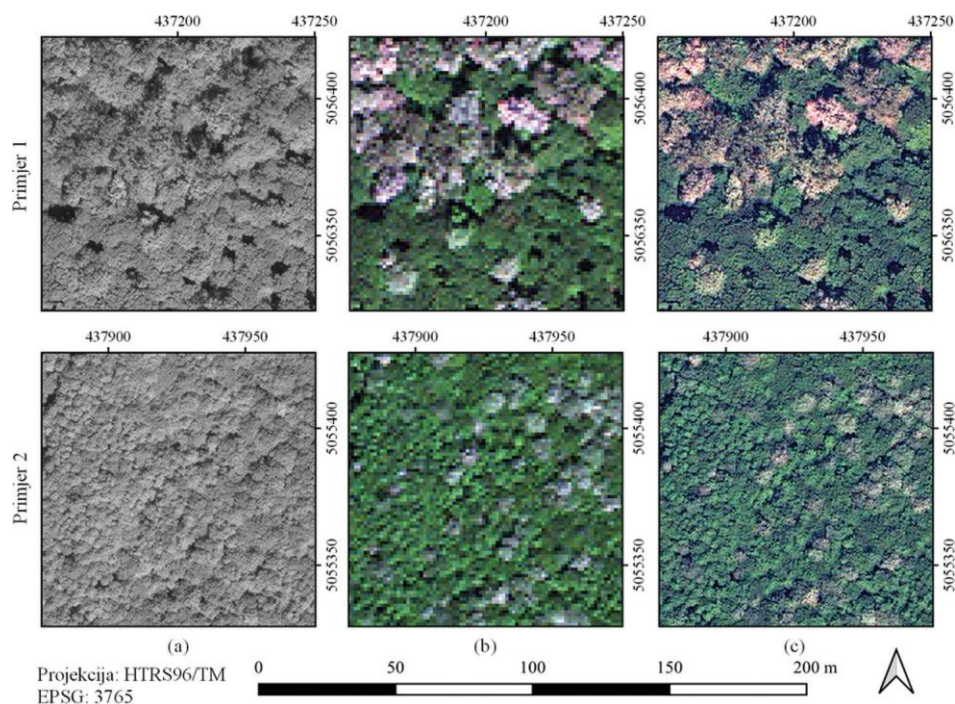 437200 437250 437200 437250 437200 437250
Primjer 1
5056400 5056400 5056400
5056350 5056350 5056350
437900 437950 437900 437950 437900 437950
Primjer 2
5055400 5055400 5055400
5055350 5055350 5055350
(a) (b) (c)
Projekcija: HTRS96/TM
EPSG: 3765
0 50 100 150 200 m